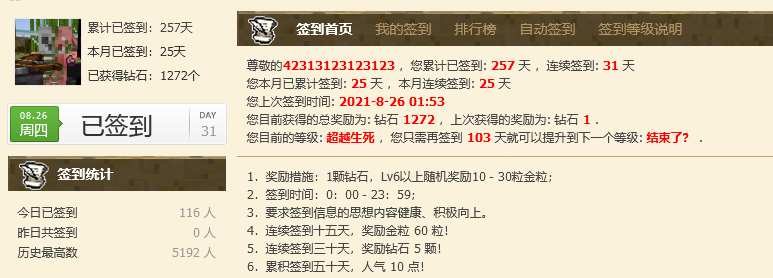 累计已签到：257天
本月已签到：25天
已获得钻石：1272个
08.26
周四
已签到
DAY
31
签到统计
今日已签到 116 人
昨日共签到 0 人
历史最高数 5192 人
签到首页 我的签到 排行榜 自动签到 签到等级说明
尊敬的42313123123123 ，您累计已签到: 257 天 ，连续签到: 31 天
您本月已累计签到: 25 天 ，本月连续签到: 25 天
您上次签到时间: 2021-8-26 01:53
您目前获得的总奖励为: 钻石 1272 ，上次获得的奖励为: 钻石 1 .
您目前的等级: 超越生死 ，您只需再签到 103 天就可以提升到下一个等级: 结束了？ .
1. 奖励措施：1颗钻石，Lv6以上随机奖励10 - 30粒金粒;
2. 签到时间：0：00 - 23：59;
3. 要求签到信息的思想内容健康、积极向上。
4. 连续签到十五天，奖励金粒 60 粒！
5. 连续签到三十天，奖励钻石 5 颗！
6. 累积签到五十天，人气 10 点！